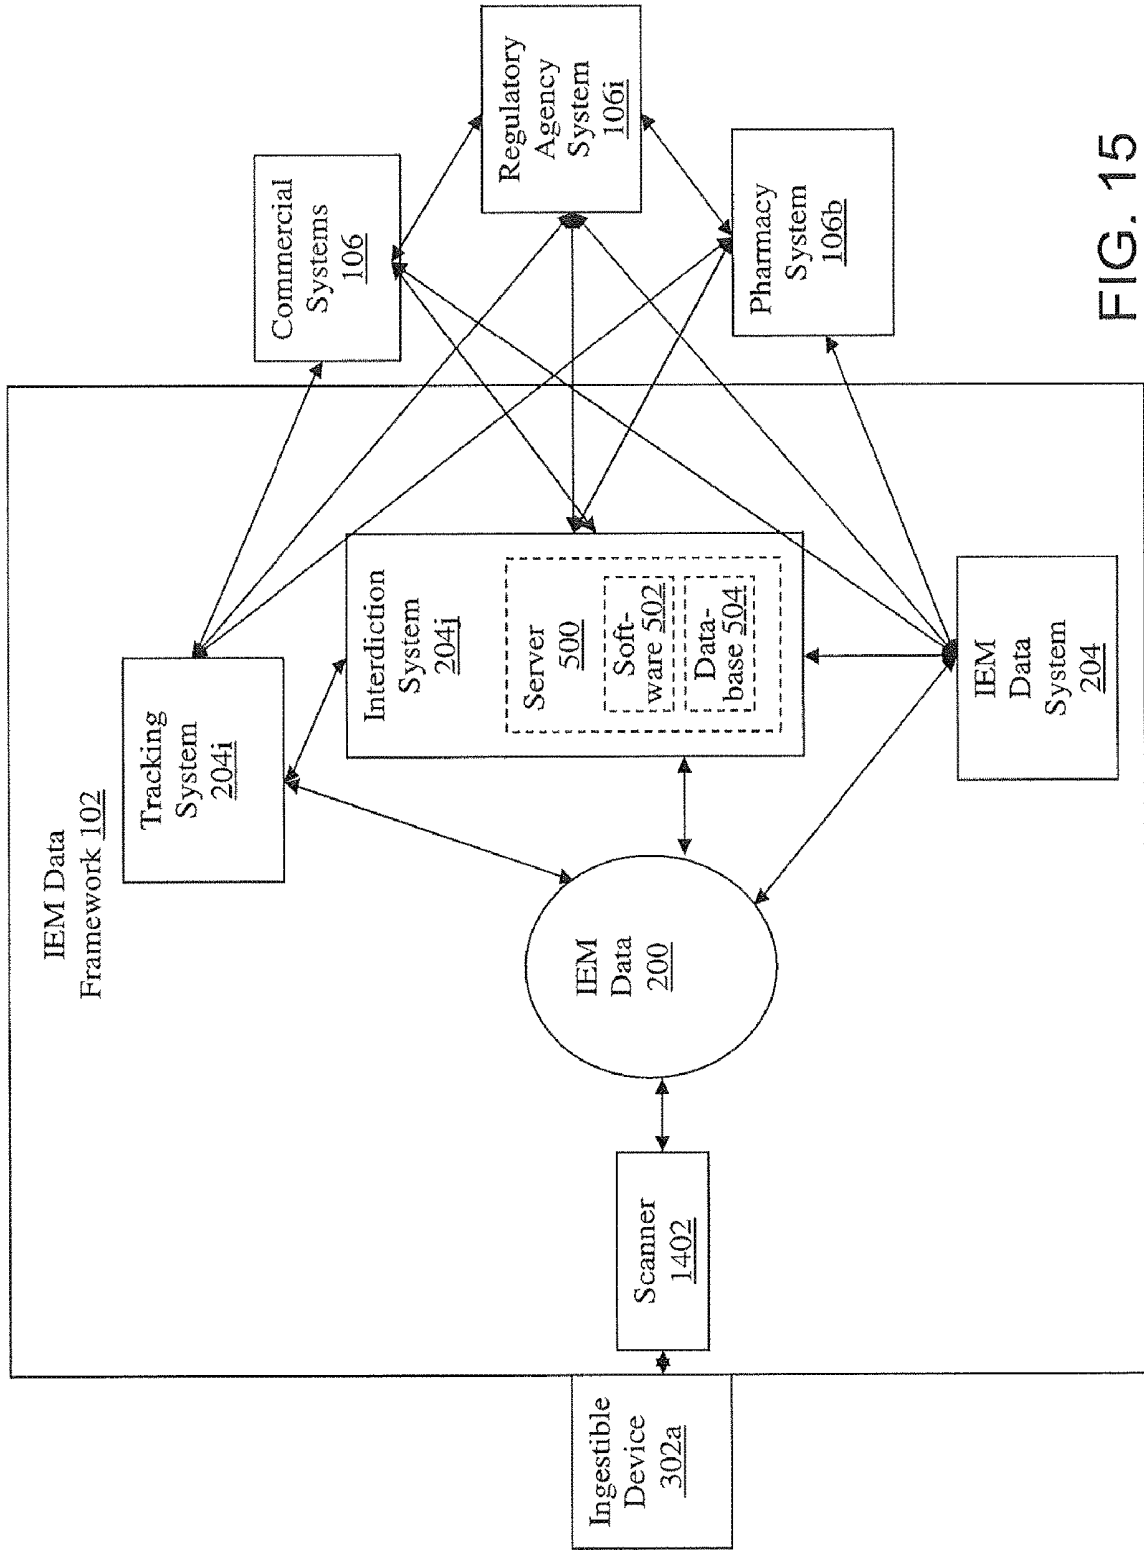 IEM Data
Framework 102
Tracking
System
204i
Commercial
Systems
106
Regulatory
Agency
System
106i
Pharmacy
System
106b
Interdiction
System
204j
Server
500
Soft-
ware 502
Data-
base 504
IEM
Data
System
204
IEM
Data
200
Scanner
1402
Ingestible
Device
302a
FIG. 15